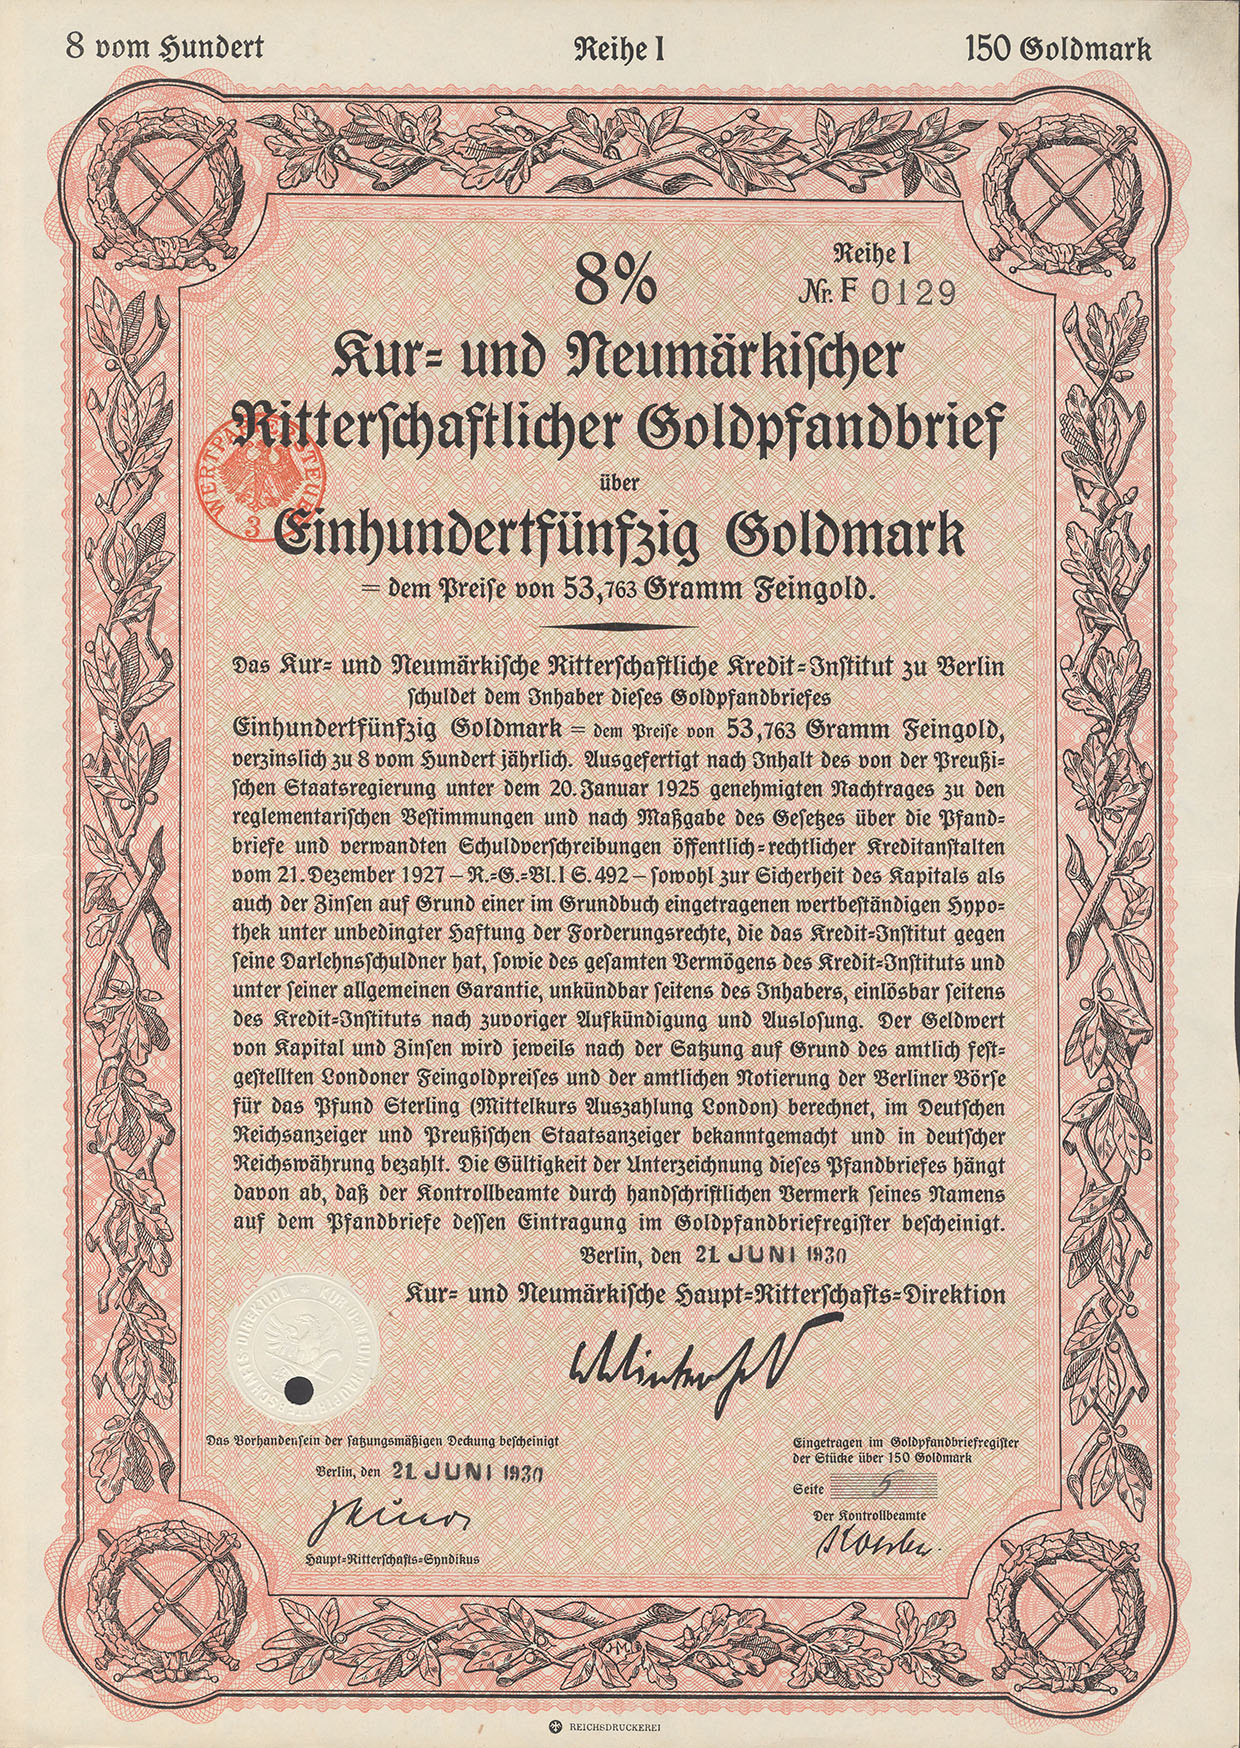 8 vom Hundert
Reihe I
150 Goldmark
8%
Reihe I
Nr. F 0129
Kur= und Neumärkiſcher
Ritterſchaftlicher Goldpfandbrief
WERTPAPIERSTEUER
3
über
Einhundertfünfzig Goldmark
= dem Preiſe von 53,763 Gramm Feingold.
Das Kur= und Neumärkiſche Ritterſchaftliche Kredit=Inſtitut zu Berlin
ſchuldet dem Inhaber dieſes Goldpfandbriefes
Einhundertfünfzig Goldmark = dem Preiſe von 53,763 Gramm Feingold,
verzinslich zu 8 vom Hundert jährlich. Ausgefertigt nach Inhalt des von der Preußi=
ſchen Staatsregierung unter dem 20. Januar 1925 genehmigten Nachtrages zu den
reglementariſchen Beſtimmungen und nach Maßgabe des Geſetzes über die Pfand=
briefe und verwandten Schuldverſchreibungen öffentlich=rechtlicher Kreditanſtalten
vom 21. Dezember 1927 – R.=G.=Bl. I S. 492 – ſowohl zur Sicherheit des Kapitals als
auch der Zinſen auf Grund einer im Grundbuch eingetragenen wertbeſtändigen Hypo=
thek unter unbedingter Haftung der Forderungsrechte, die das Kredit=Inſtitut gegen
ſeine Darlehnsſchuldner hat, ſowie des geſamten Vermögens des Kredit=Inſtituts und
unter ſeiner allgemeinen Garantie, unkündbar ſeitens des Inhabers, einlösbar ſeitens
des Kredit=Inſtituts nach zuvoriger Aufkündigung und Ausloſung. Der Geldwert
von Kapital und Zinſen wird jeweils nach der Satzung auf Grund des amtlich feſt=
geſtellten Londoner Feingoldpreiſes und der amtlichen Notierung der Berliner Börſe
für das Pfund Sterling (Mittelkurs Auszahlung London) berechnet, im Deutſchen
Reichsanzeiger und Preußiſchen Staatsanzeiger bekanntgemacht und in deutſcher
Reichswährung bezahlt. Die Gültigkeit der Unterzeichnung dieſes Pfandbriefes hängt
davon ab, daß der Kontrollbeamte durch handſchriftlichen Vermerk ſeines Namens
auf dem Pfandbriefe deſſen Eintragung im Goldpfandbriefregiſter beſcheinigt.
Berlin, den 21. JUNI 1930
Kur= und Neumärkiſche Haupt=Ritterſchafts=Direktion
Das Vorhandenſein der ſatzungsmäßigen Deckung beſcheinigt
Berlin, den 21. JUNI 1930
Haupt=Ritterſchafts=Syndikus
Eingetragen im Goldpfandbriefregiſter
der Stücke über 150 Goldmark
Seite 5
Der Kontrollbeamte
REICHSDRUCKEREI